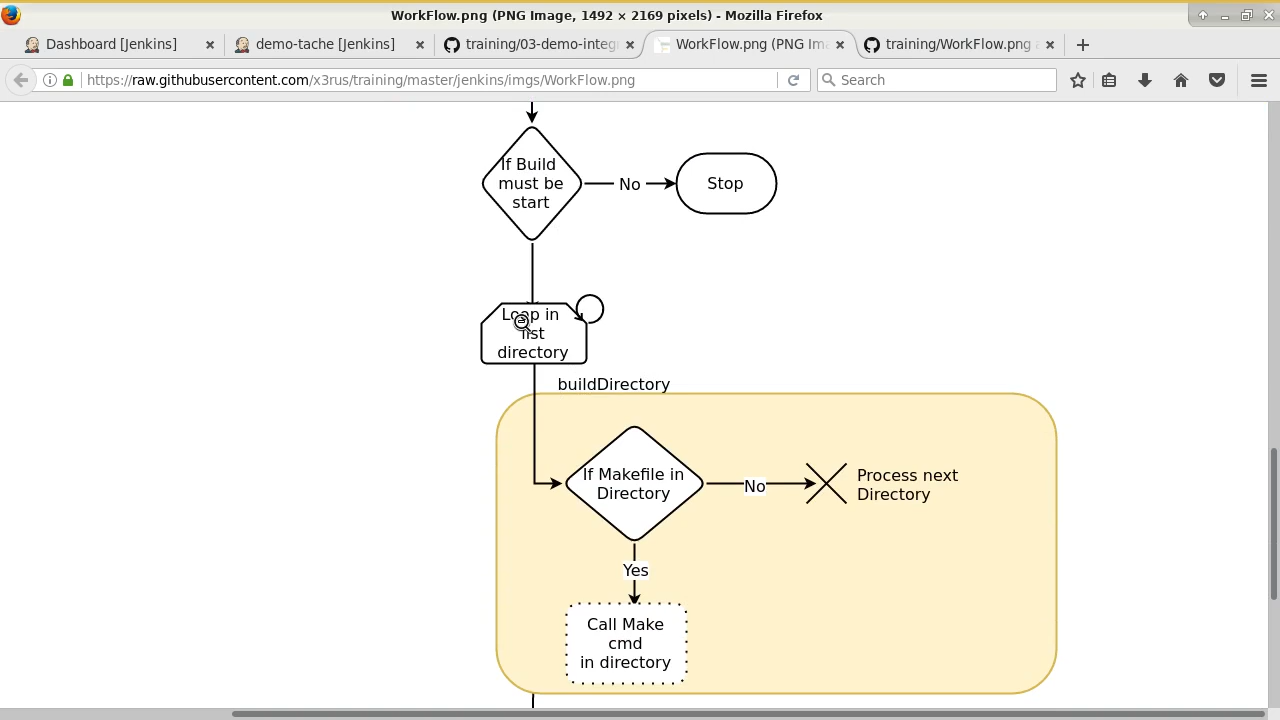 WorkFlow.png (PNG Image, 1492 × 2169 pixels) - Mozilla Firefox
Dashboard [Jenkins]
demo-tache [Jenkins]
training/03-demo-integ
WorkFlow.png (PNG Ima
training/WorkFlow.png
https://raw.githubusercontent.com/x3rus/training/master/jenkins/imgs/WorkFlow.png
Search
If Build
must be
start
No
Stop
Loop in
list
directory
buildDirectory
If Makefile in
Directory
No
Process next
Directory
Yes
Call Make
cmd
in directory